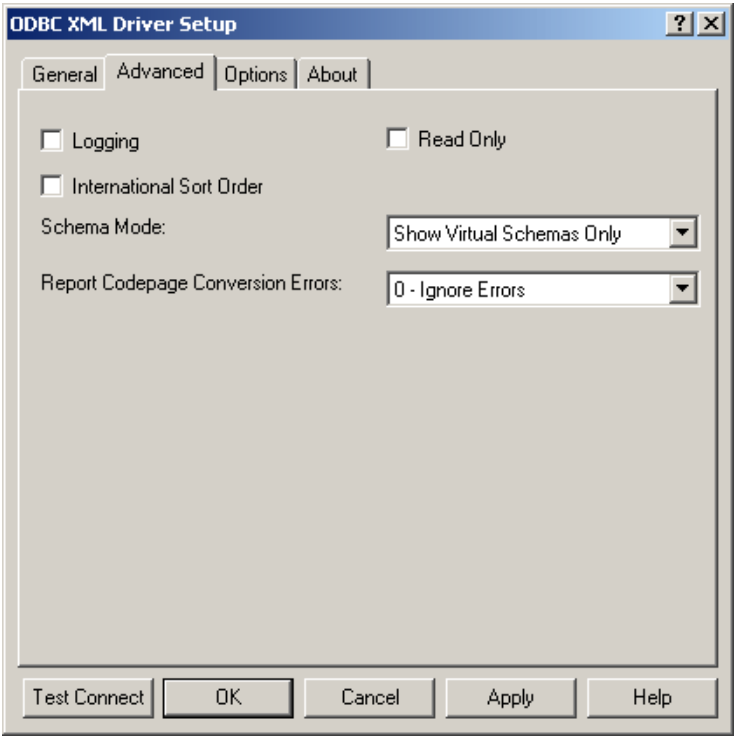 ODBC XML Driver Setup
General Advanced Options About
Logging Read Only
International Sort Order
Schema Mode: Show Virtual Schemas Only
Report Codepage Conversion Errors: 0 - Ignore Errors
Test Connect OK Cancel Apply Help